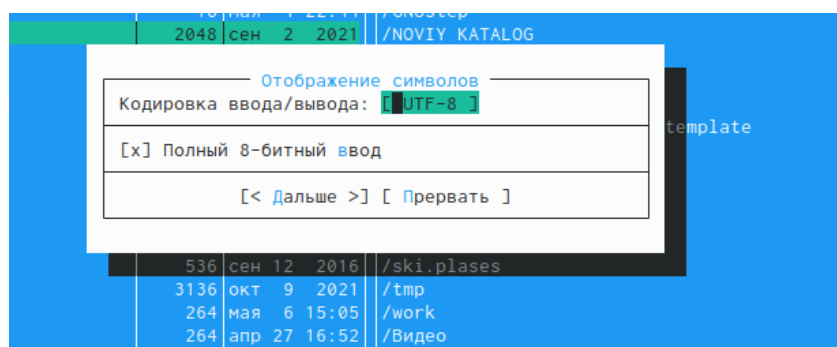 2048 сен 2 2021 /NOVIY KATALOG
Отображение символов
Кодировка ввода/вывода: [ UTF-8 ]
template
[x] Полный 8-битный ввод
[< Дальше >] [ Прервать ]
536 сен 12 2016 /ski.plases
3136 окт 9 2021 /tmp
264 мая 6 15:05 /work
264 апр 27 16:52 /Видео